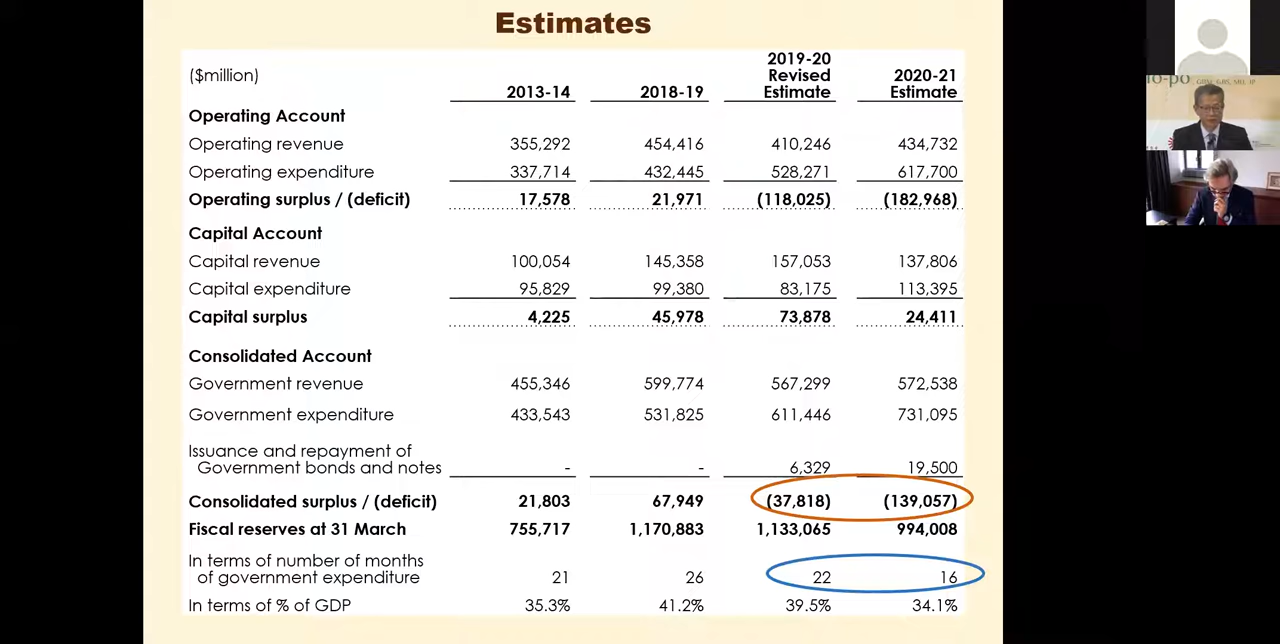 Estimates
($million) 2013-14 2018-19 2019-20 Revised Estimate 2020-21 Estimate
Operating Account
Operating revenue 355,292 454,416 410,246 434,732
Operating expenditure 337,714 432,445 528,271 617,700
Operating surplus / (deficit) 17,578 21,971 (118,025) (182,968)
Capital Account
Capital revenue 100,054 145,358 157,053 137,806
Capital expenditure 95,829 99,380 83,175 113,395
Capital surplus 4,225 45,978 73,878 24,411
Consolidated Account
Government revenue 455,346 599,774 567,299 572,538
Government expenditure 433,543 531,825 611,446 731,095
Issuance and repayment of
Government bonds and notes - - 6,329 19,500
Consolidated surplus / (deficit) 21,803 67,949 (37,818) (139,057)
Fiscal reserves at 31 March 755,717 1,170,883 1,133,065 994,008
In terms of number of months
of government expenditure 21 26 22 16
In terms of % of GDP 35.3% 41.2% 39.5% 34.1%